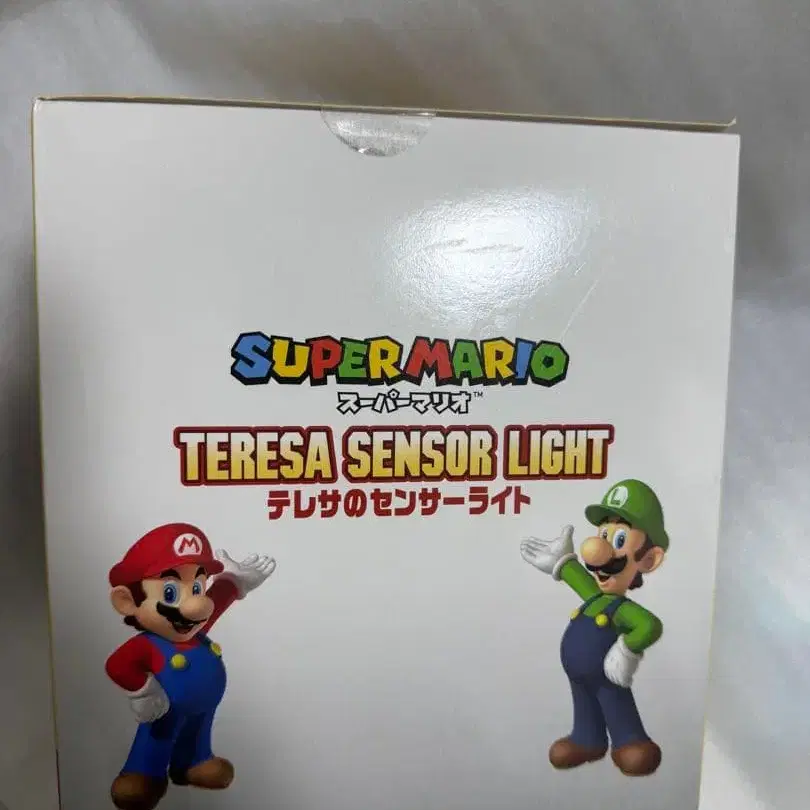 SUPER MARIO
スーパーマリオ™
TERESA SENSOR LIGHT
テレサのセンサーライト
M
L